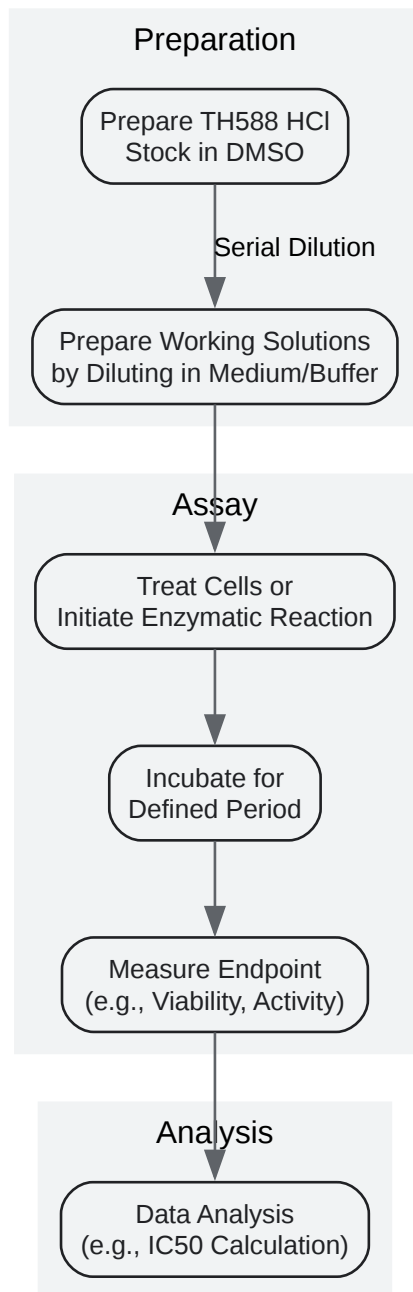 Preparation
Prepare TH588 HCl
Stock in DMSO
Serial Dilution
Prepare Working Solutions
by Diluting in Medium/Buffer
Assay
Treat Cells or
Initiate Enzymatic Reaction
Incubate for
Defined Period
Measure Endpoint
(e.g., Viability, Activity)
Analysis
Data Analysis
(e.g., IC50 Calculation)